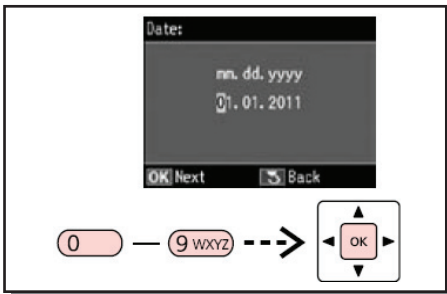 Date:
mm. dd. yyyy
01. 01. 2011
OK Next Back
0 — 9 WXYZ OK